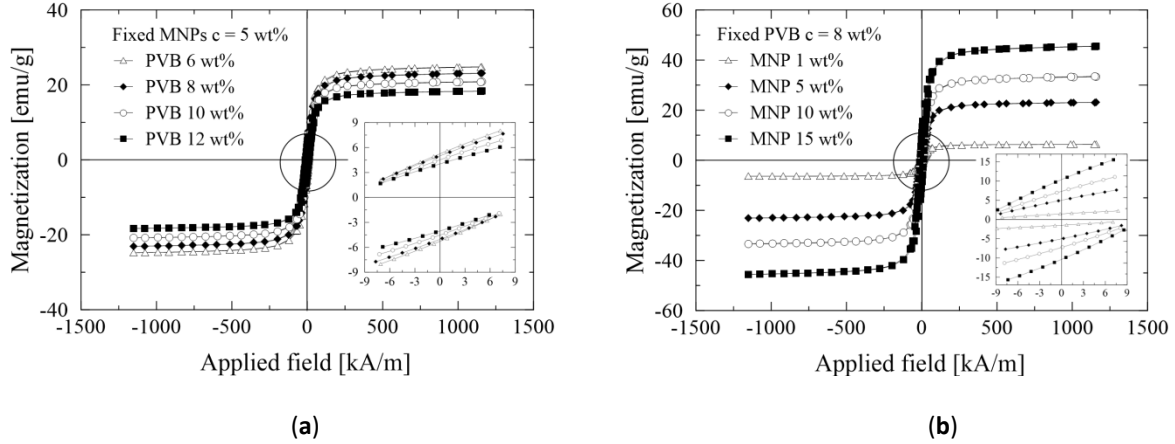 Fixed MNPs c = 5 wt%
PVB 6 wt%
PVB 8 wt%
PVB 10 wt%
PVB 12 wt%
Magnetization [emu/g]
40
20
0
-20
-40
9
6
3
0
-3
-6
-9
-9 -6 -3 0 3 6 9
-1500 -1000 -500 0 500 1000 1500
Applied field [kA/m]
(a)
Fixed PVB c = 8 wt%
MNP 1 wt%
MNP 5 wt%
MNP 10 wt%
MNP 15 wt%
Magnetization [emu/g]
60
40
20
0
-20
-40
-60
15
10
5
0
-5
-10
-15
-9 -6 -3 0 3 6 9
-1500 -1000 -500 0 500 1000 1500
Applied field [kA/m]
(b)